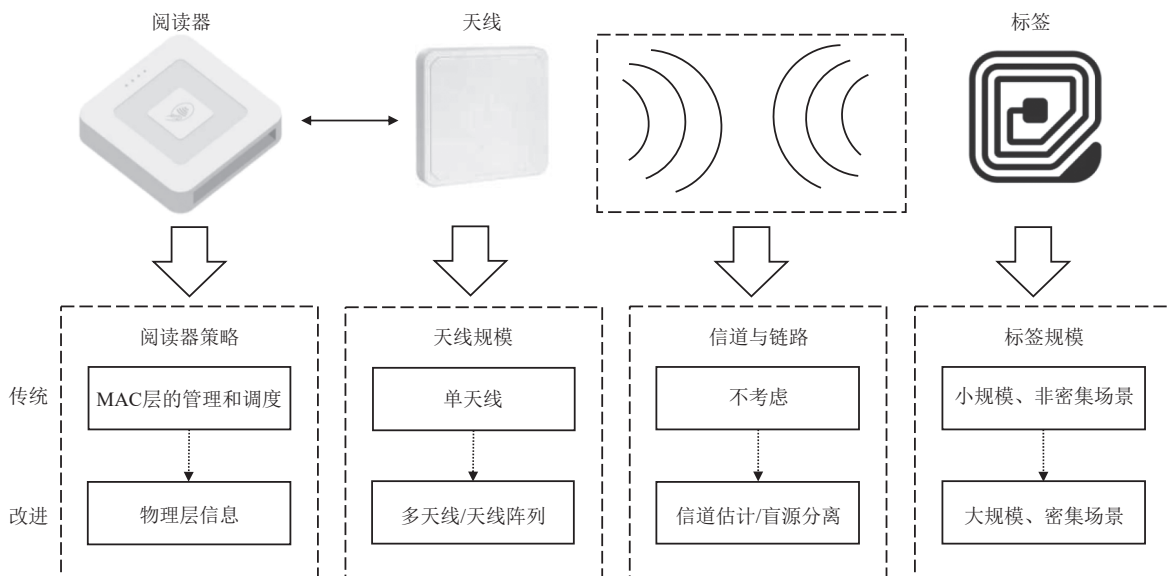 阅读器
天线
标签
阅读器策略
天线规模
信道与链路
标签规模
传统
MAC层的管理和调度
单天线
不考虑
小规模、非密集场景
改进
物理层信息
多天线/天线阵列
信道估计/盲源分离
大规模、密集场景